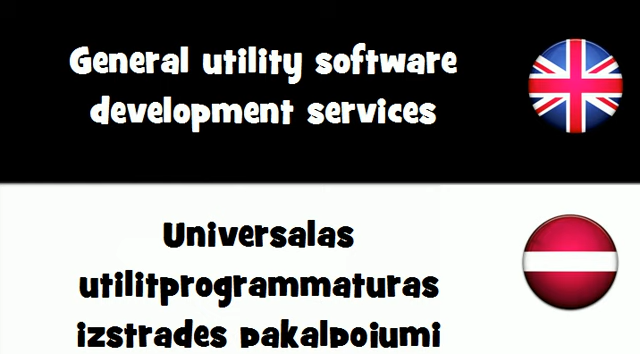 General utility software
development services
Universalas
utilitprogrammaturas
izstrades pakalpojumi